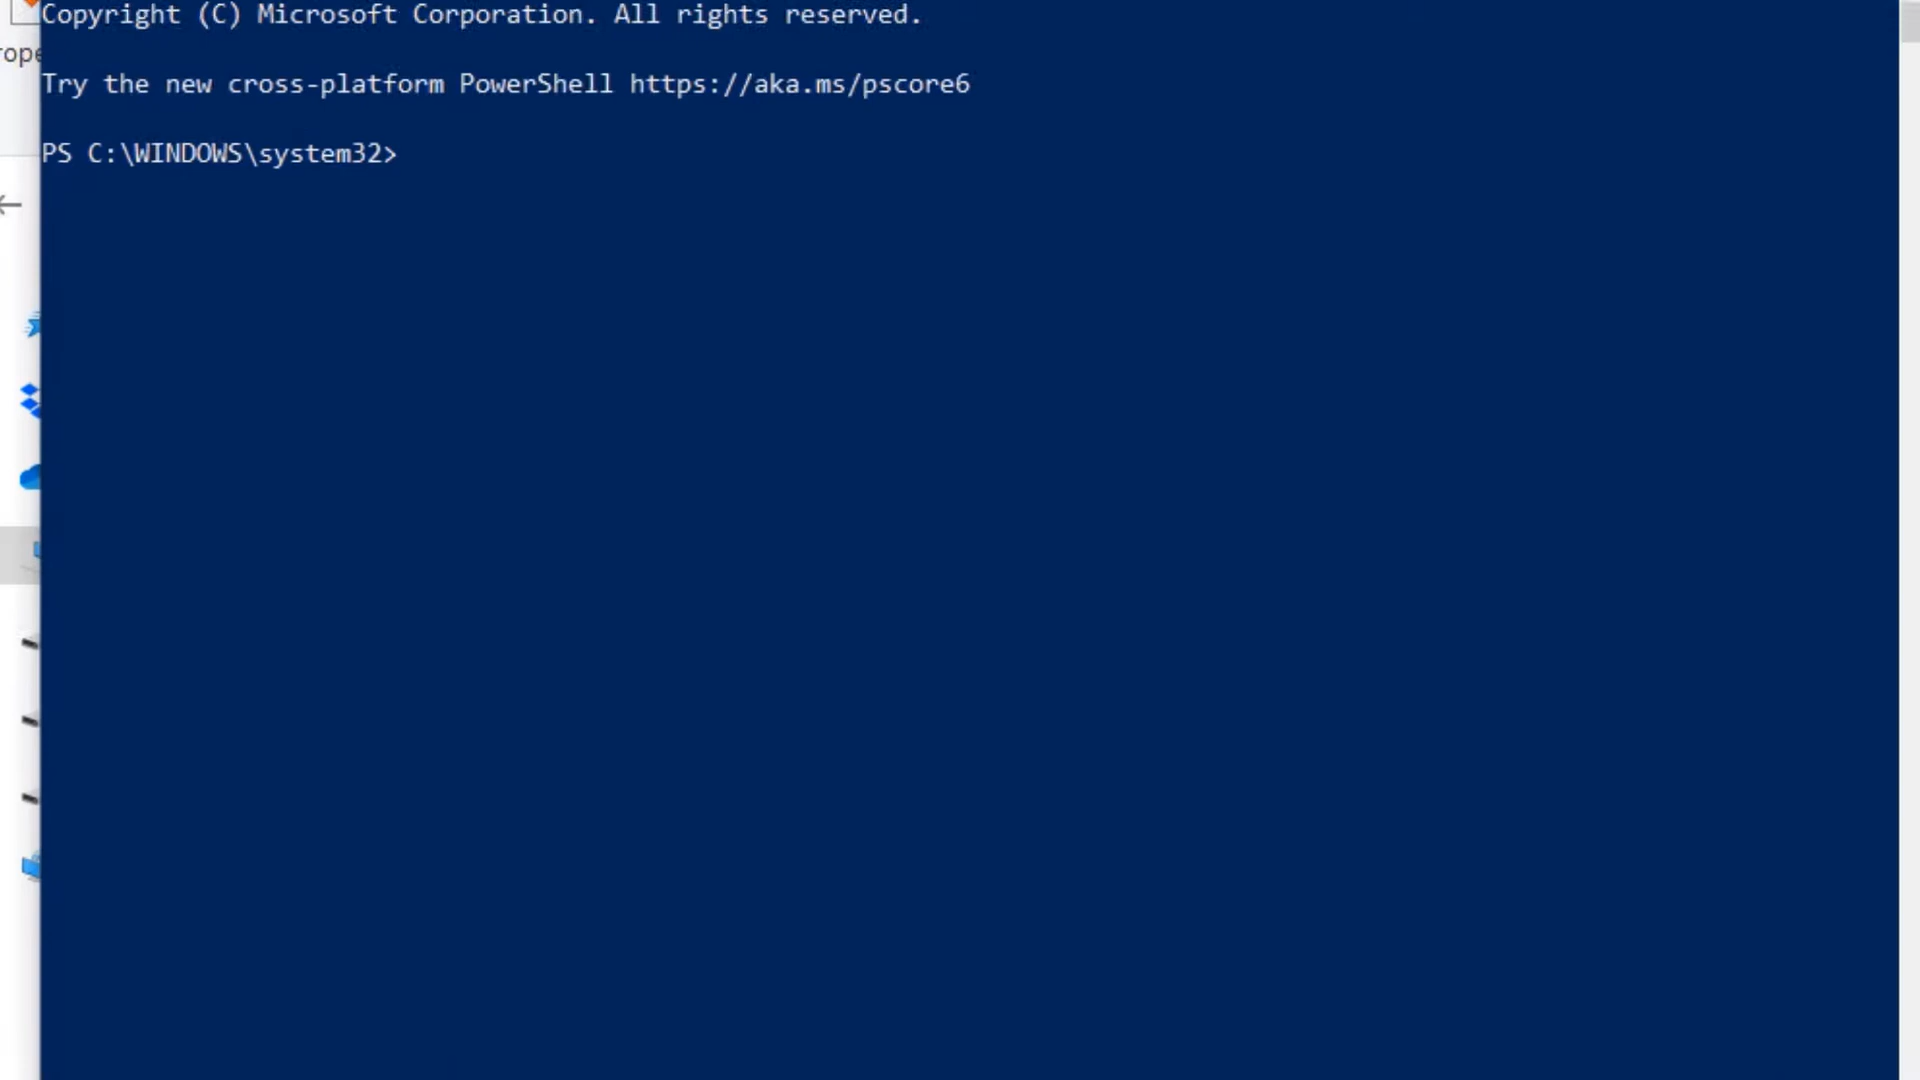 Copyright (C) Microsoft Corporation. All rights reserved.
Try the new cross-platform PowerShell https://aka.ms/pscore6
PS C:\WINDOWS\system32>